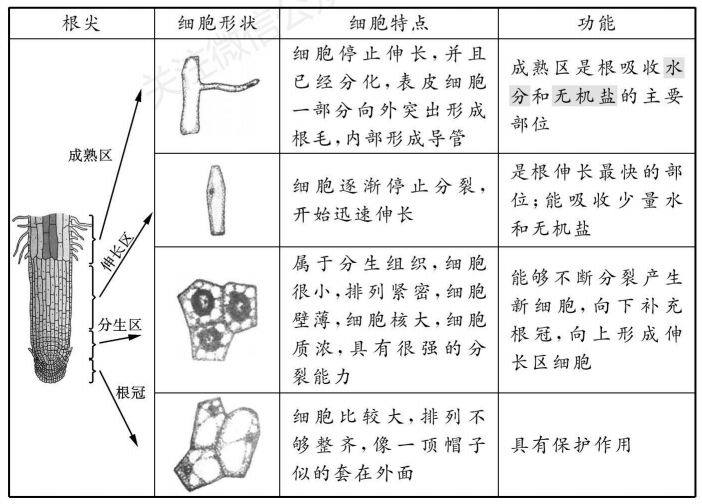 根尖 细胞形状 细胞特点 功能
成熟区
细胞停止伸长,并且
已经分化,表皮细胞
一部分向外突出形成
根毛,内部形成导管
成熟区是根吸收水
分和无机盐的主要
部位
伸长区
细胞逐渐停止分裂,
开始迅速伸长
是根伸长最快的部
位;能吸收少量水
和无机盐
分生区
属于分生组织,细胞
很小,排列紧密,细胞
壁薄,细胞核大,细胞
质浓,具有很强的分
裂能力
能够不断分裂产生
新细胞,向下补充
根冠,向上形成伸
长区细胞
根冠
细胞比较大,排列不
够整齐,像一顶帽子
似的套在外面
具有保护作用
关注微信公